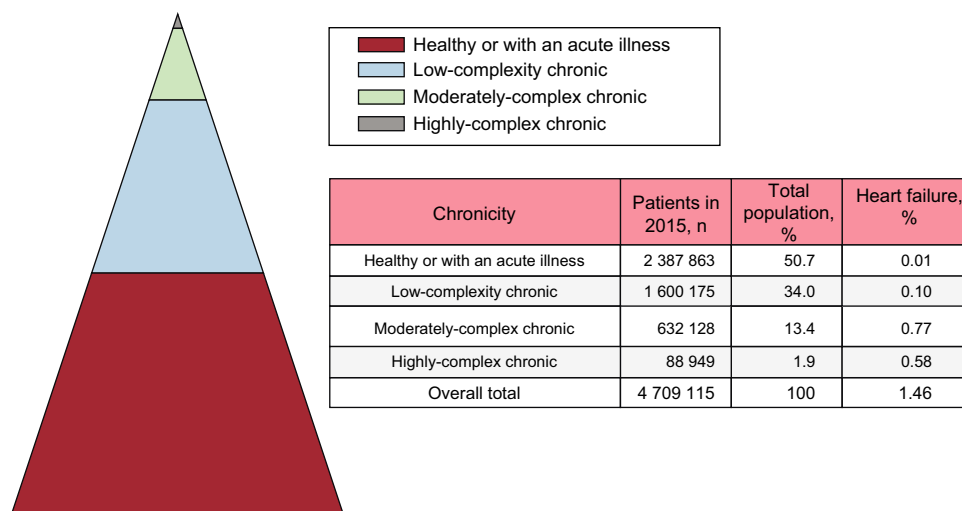 Healthy or with an acute illness
Low-complexity chronic
Moderately-complex chronic
Highly-complex chronic
Chronicity
Patients in
2015, n
Total
population,
%
Heart failure,
%
Healthy or with an acute illness 2 387 863 50.7 0.01
Low-complexity chronic 1 600 175 34.0 0.10
Moderately-complex chronic 632 128 13.4 0.77
Highly-complex chronic 88 949 1.9 0.58
Overall total 4 709 115 100 1.46